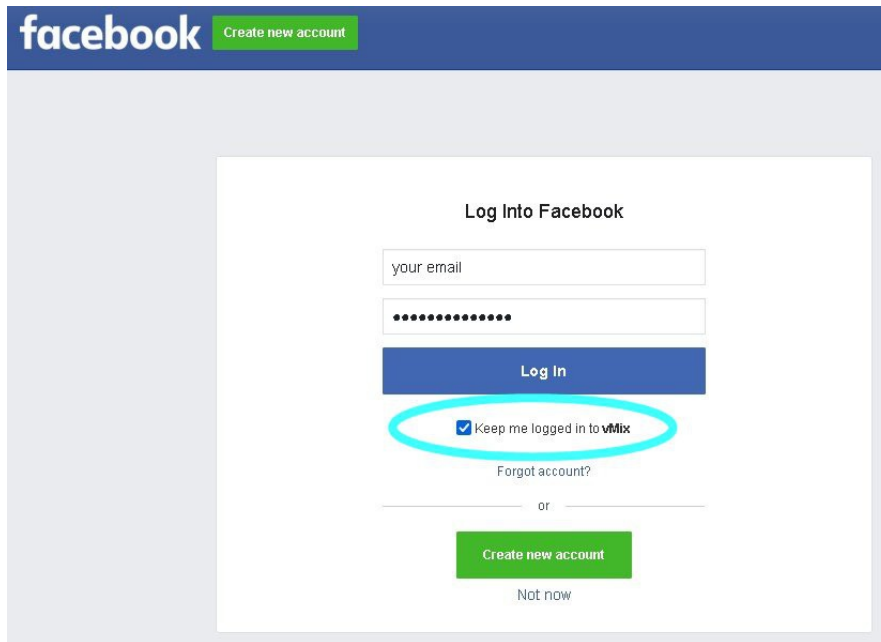 facebook Create new account
Log Into Facebook
your email
Log In
Keep me logged in to vMix
Forgot account?
or
Create new account
Not now